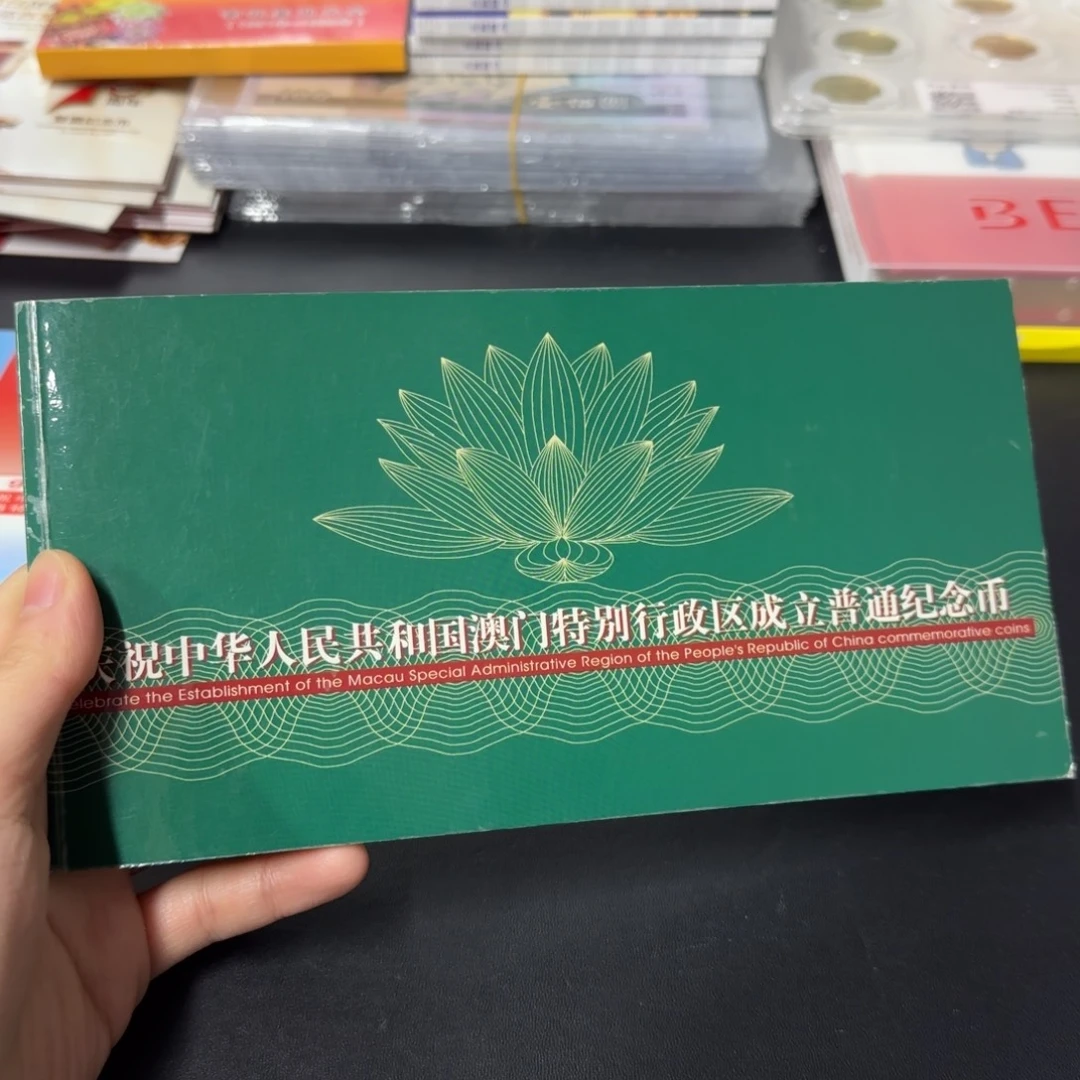 BE
庆祝中华人民共和国澳门特别行政区成立普通纪念币
elebrate the Establishment of the Macau Special Administrative Region of the People's Republic of China commemorative coins